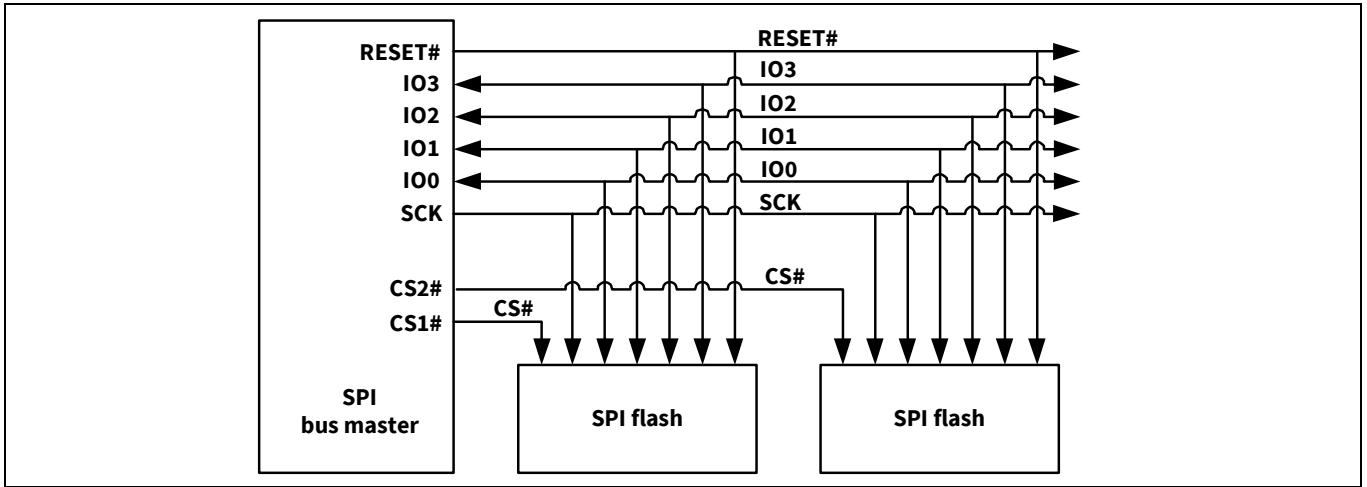 RESET#
IO3
IO2
IO1
IO0
SCK
CS2#
CS1#
SPI
bus master
RESET#
IO3
IO2
IO1
IO0
SCK
CS#
CS#
SPI flash
SPI flash